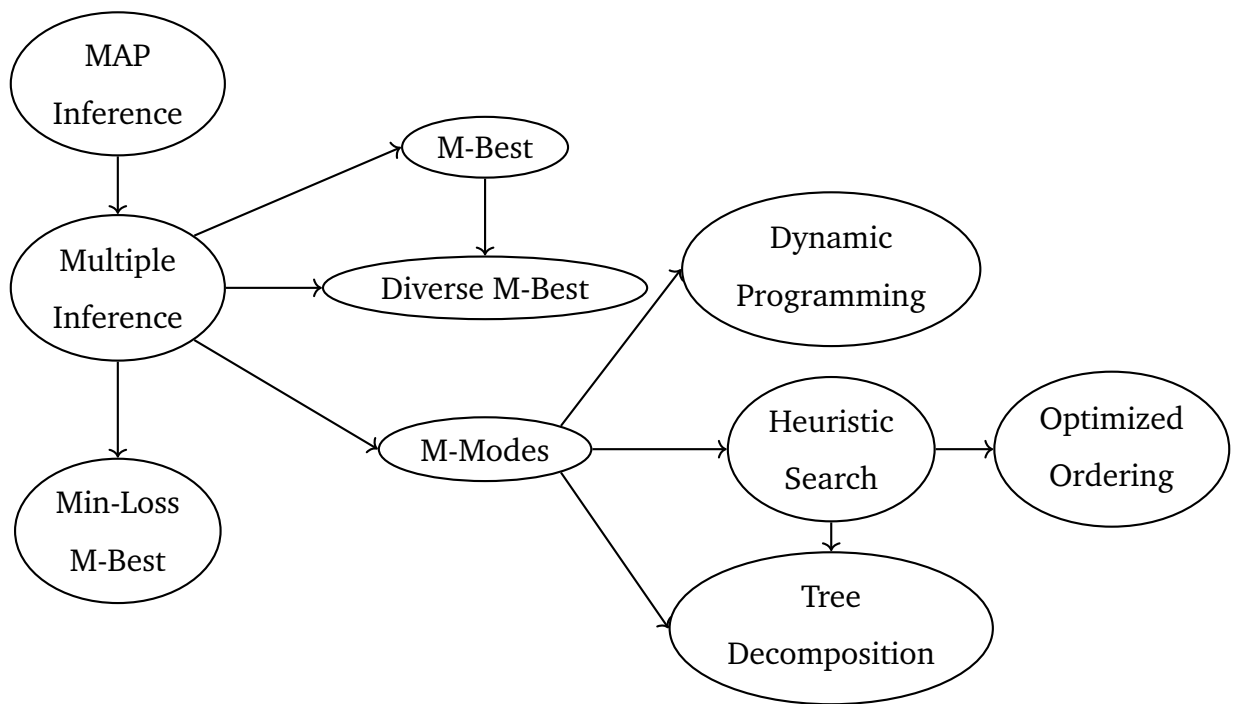 MAP
Inference
Multiple
Inference
Min-Loss
M-Best
M-Best
Diverse M-Best
M-Modes
Dynamic
Programming
Heuristic
Search
Tree
Decomposition
Optimized
Ordering